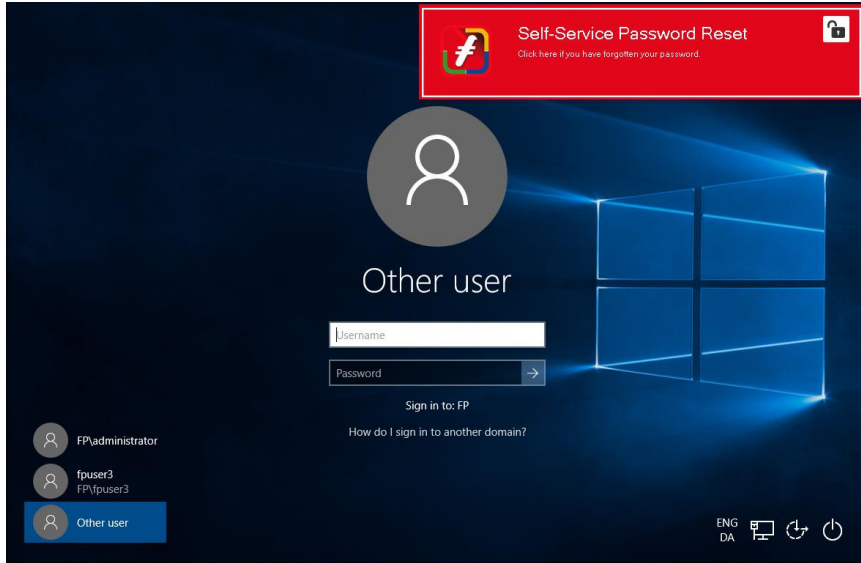 Self-Service Password Reset
Click here if you have forgotten your password.
Other user
Username
Password
Sign in to: FP
How do I sign in to another domain?
FP\administrator
fpuser3
FP\fpuser3
Other user
ENG
DA